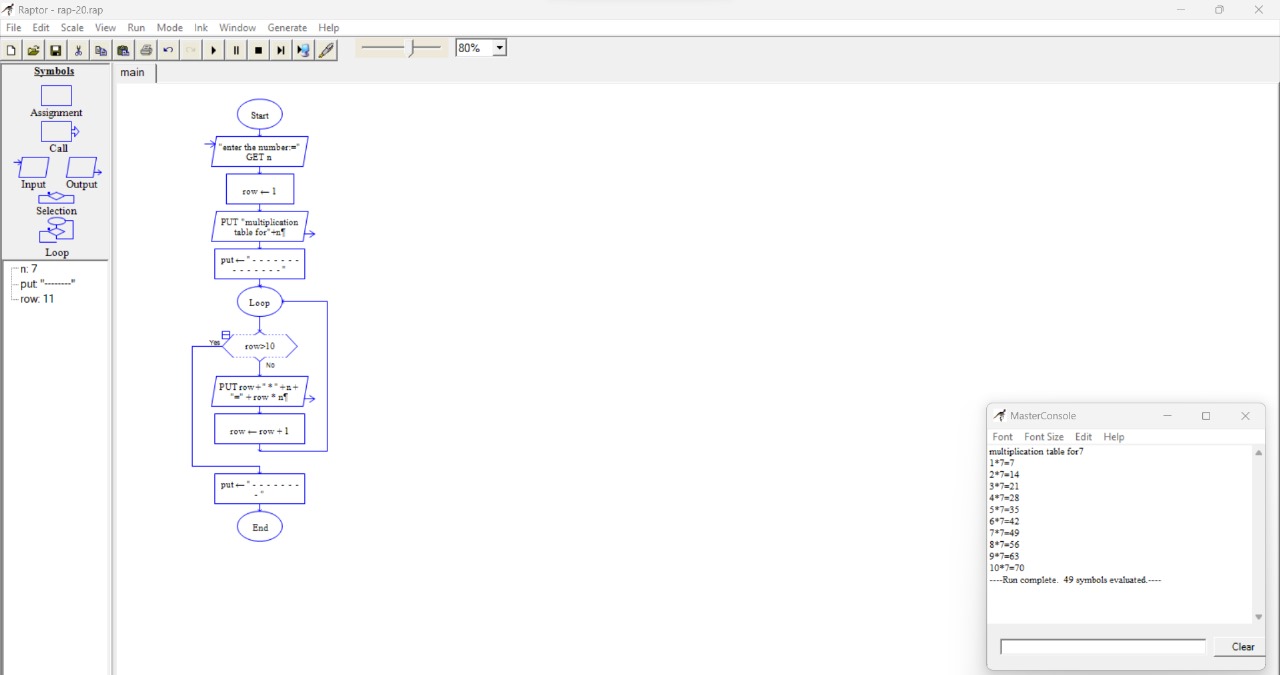 Raptor - rap-20.rap
File Edit Scale View Run Mode Ink Window Generate Help
80%
Symbols
Assignment
Call
Input Output
Selection
Loop
n: 7
put: "--------"
row: 11
main
Start
"enter the number:="
GET n
row ← 1
PUT "multiplication
table for"+n¶
put ← "- - - - - - -
- - - - - - -"
Loop
Yes
row>10
No
PUT row+" * " +n+
"=" + row * n¶
row ← row + 1
put ← "- - - - - - -
- "
End
MasterConsole
Font Font Size Edit Help
multiplication table for7
1*7=7
2*7=14
3*7=21
4*7=28
5*7=35
6*7=42
7*7=49
8*7=56
9*7=63
10*7=70
----Run complete. 49 symbols evaluated.----
Clear